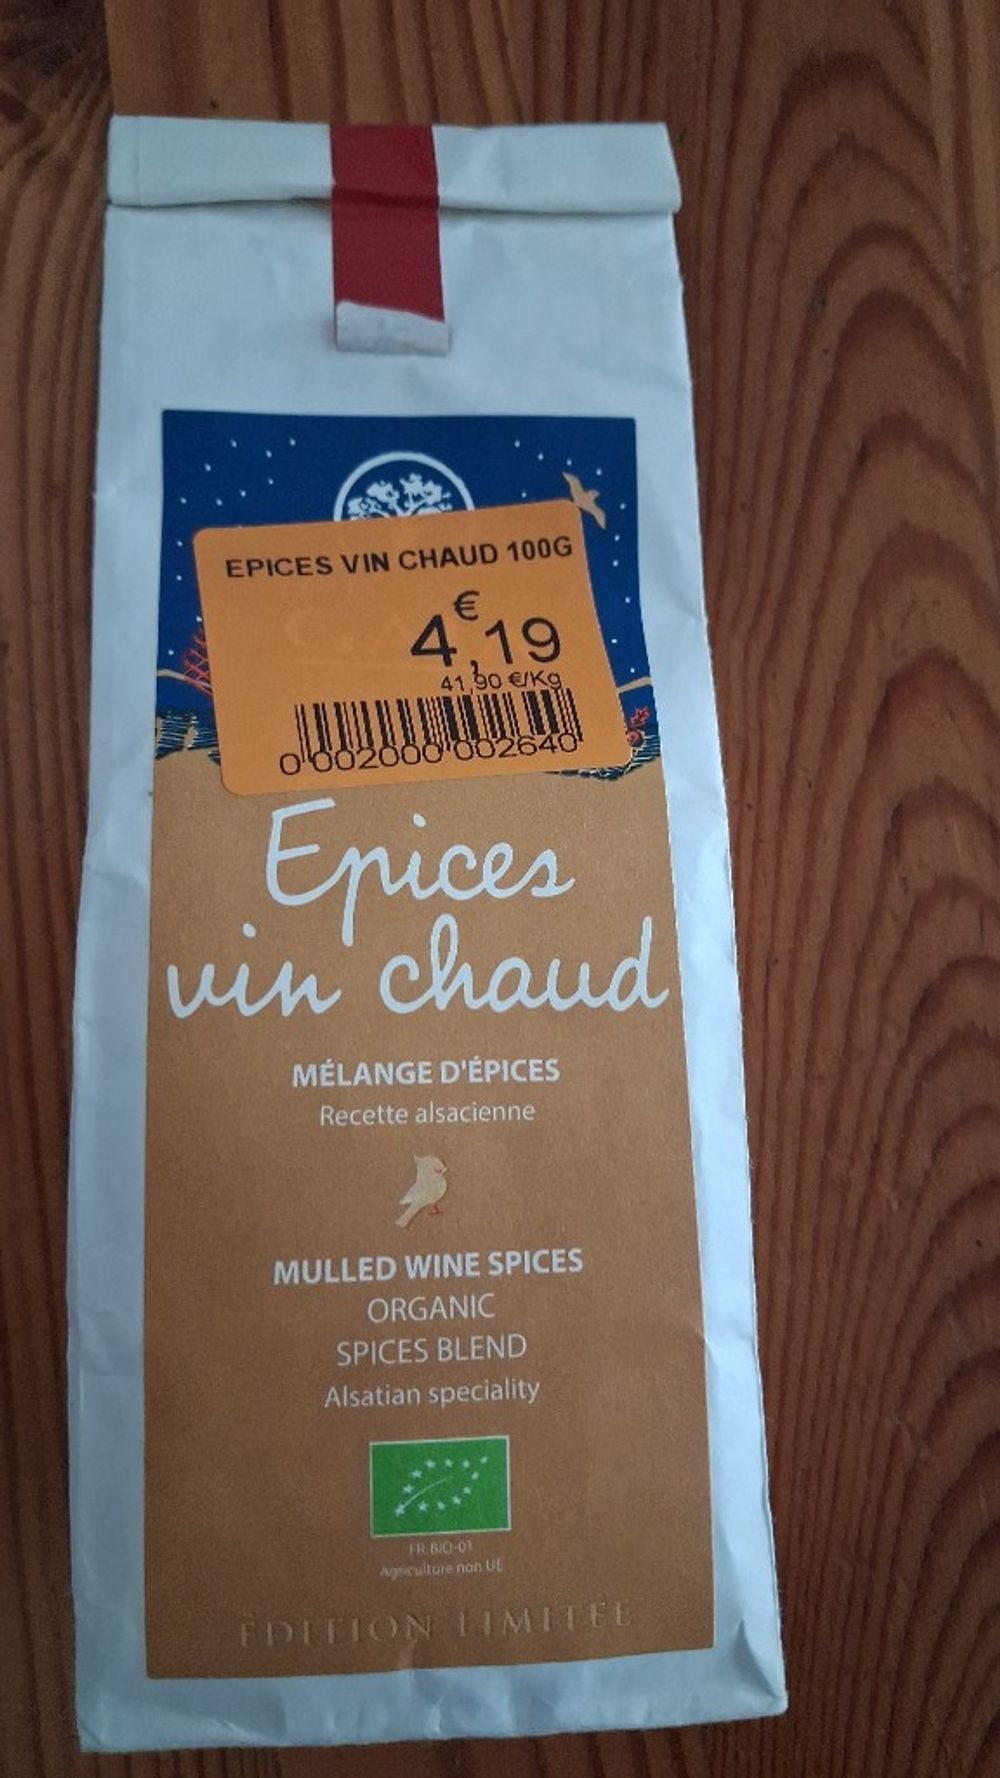 EPICES VIN CHAUD 100G
€
4,19
41,90 €/Kg
0 002000 002640
Epices
vin chaud
MÉLANGE D'ÉPICES
Recette alsacienne
MULLED WINE SPICES
ORGANIC
SPICES BLEND
Alsatian speciality
FR-BIO-01
Agriculture non UE
ÉDITION LIMITÉE